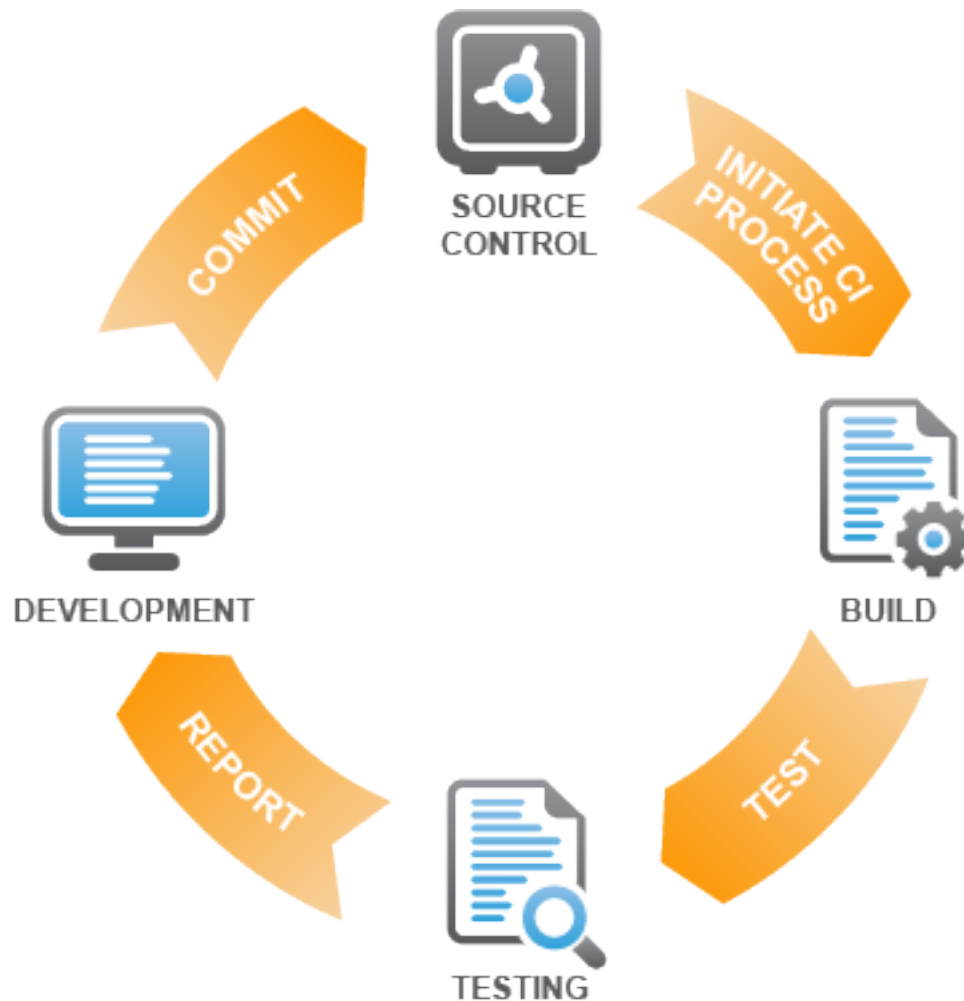 SOURCE
CONTROL
INITIATE CI
PROCESS
BUILD
TEST
TESTING
REPORT
DEVELOPMENT
COMMIT